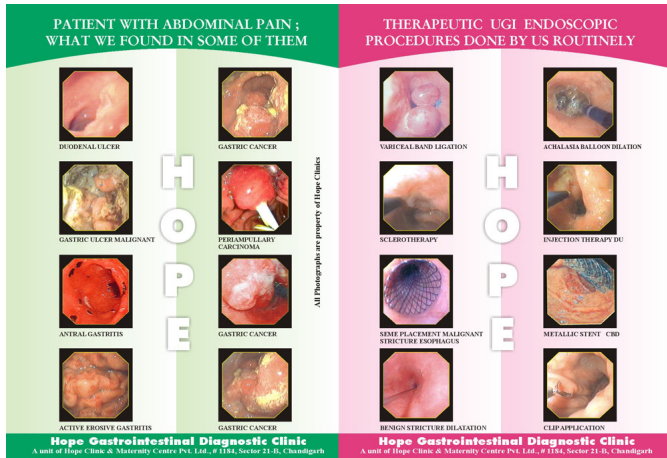 PATIENT WITH ABDOMINAL PAIN ;
WHAT WE FOUND IN SOME OF THEM
DUODENAL ULCER
GASTRIC CANCER
GASTRIC ULCER MALIGNANT
PERIAMPULLARY
CARCINOMA
ANTRAL GASTRITIS
GASTRIC CANCER
ACTIVE EROSIVE GASTRITIS
GASTRIC CANCER
HOPE
All Photographs are property of Hope Clinics
Hope Gastrointestinal Diagnostic Clinic
A unit of Hope Clinic & Maternity Centre Pvt. Ltd., # 1184, Sector 21-B, Chandigarh
THERAPEUTIC UGI ENDOSCOPIC
PROCEDURES DONE BY US ROUTINELY
VARICEAL BAND LIGATION
ACHALASIA BALLOON DILATION
SCLEROTHERAPY
INJECTION THERAPY DU
SEME PLACEMENT MALIGNANT
STRICTURE ESOPHAGUS
METALLIC STENT CBD
BENIGN STRICTURE DILATATION
CLIP APPLICATION
HOPE
Hope Gastrointestinal Diagnostic Clinic
A unit of Hope Clinic & Maternity Centre Pvt. Ltd., # 1184, Sector 21-B, Chandigarh